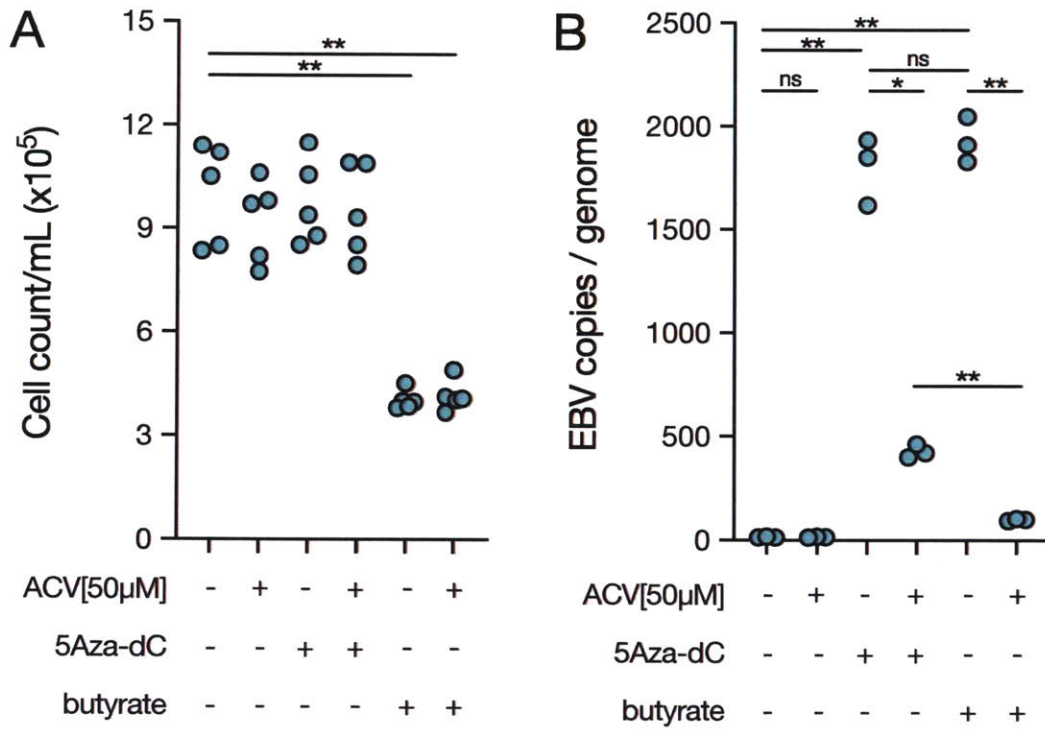 A
Cell count/mL (x10⁵)
15
12
9
6
3
0
**
**
ACV[50µM] - + - + - -  +
5Aza-dC - - + + - -
butyrate - - - - + +
B
EBV copies / genome
2500
2000
1500
1000
500
0
**
**
ns
ns
*
**
**
ACV[50µM] - + - + - +
5Aza-dC - - + + - -
butyrate - - - - + +